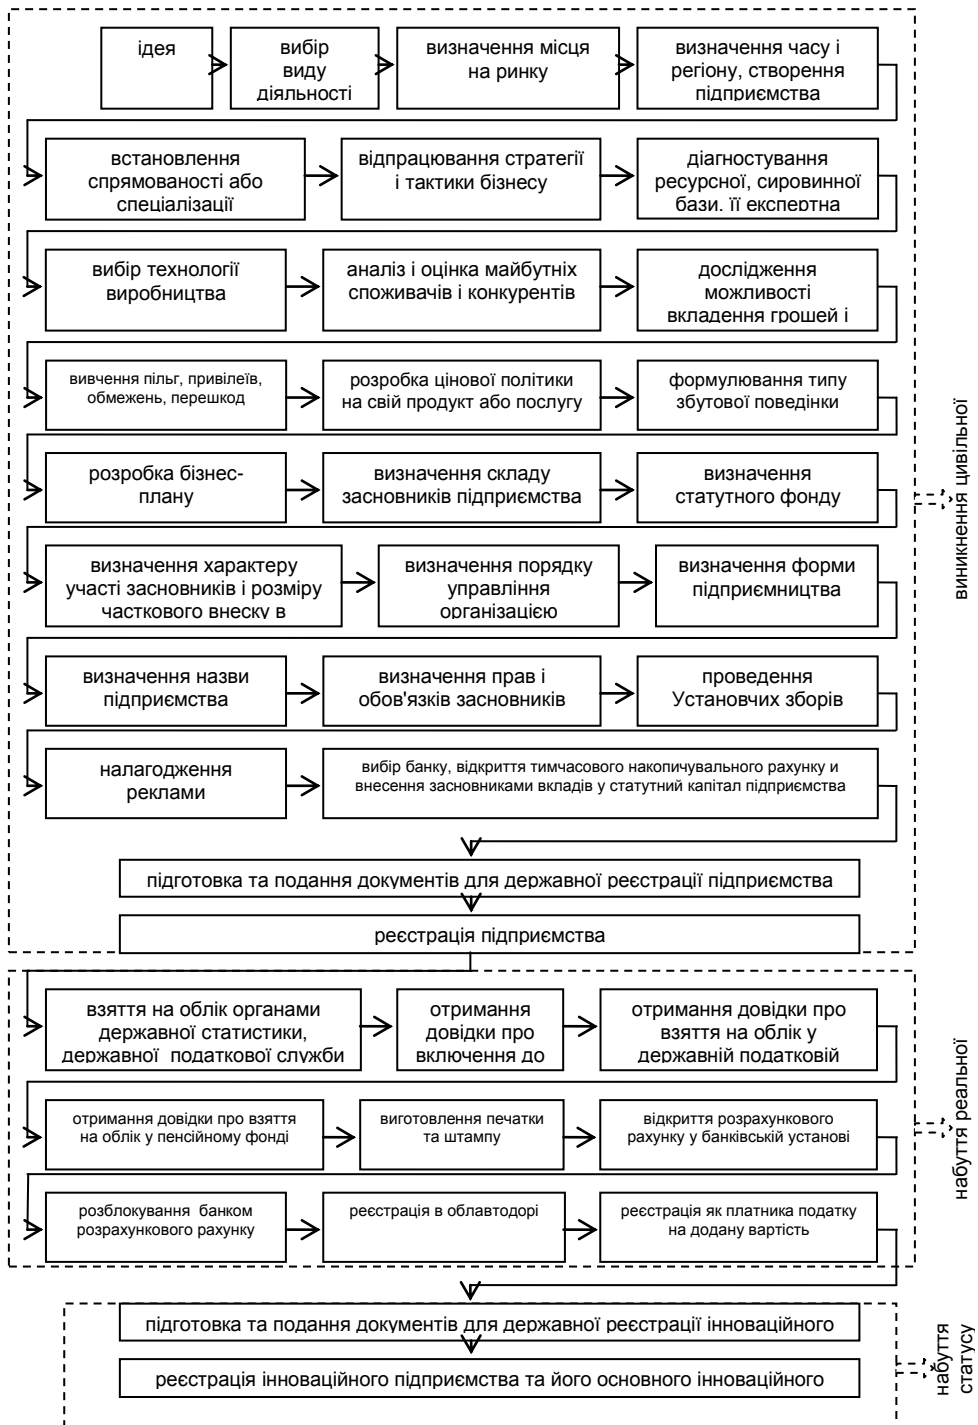 ідея
вибір
виду
діяльності
визначення місця
на ринку
визначення часу і
регіону, створення
підприємства
встановлення
спрямованості або
спеціалізації
відпрацювання стратегії
і тактики бізнесу
діагностування
ресурсної, сировинної
бази, її експертна
вибір технології
виробництва
аналіз і оцінка майбутніх
споживачів і конкурентів
дослідження
можливості
вкладення грошей і
вивчення пільг, привілеїв,
обмежень, перешкод
розробка цінової політики
на свій продукт або послугу
формулювання типу
збутової поведінки
розробка бізнес-
плану
визначення складу
засновників підприємства
визначення
статутного фонду
визначення характеру
участі засновників і розміру
часткового внеску в
визначення порядку
управління
організацією
визначення форми
підприємництва
визначення назви
підприємства
визначення прав і
обов'язків засновників
проведення
Установчих зборів
налагодження
реклами
вибір банку, відкриття тимчасового накопичувального рахунку и
внесення засновниками вкладів у статутний капітал підприємства
підготовка та подання документів для державної реєстрації підприємства
реєстрація підприємства
виникнення цивільної
взяття на облік органами
державної статистики,
державної податкової служби
отримання
довідки про
включення до
отримання довідки про
взяття на облік у
державній податковій
отримання довідки про взяття
на облік у пенсійному фонді
виготовлення печатки
та штампу
відкриття розрахункового
рахунку у банківській установі
розблокування банком
розрахункового рахунку
реєстрація в облавтодорі
реєстрація як платника податку
на додану вартість
набуття реальної
підготовка та подання документів для державної реєстрації інноваційного
реєстрація інноваційного підприємства та його основного інноваційного
набуття
статусу